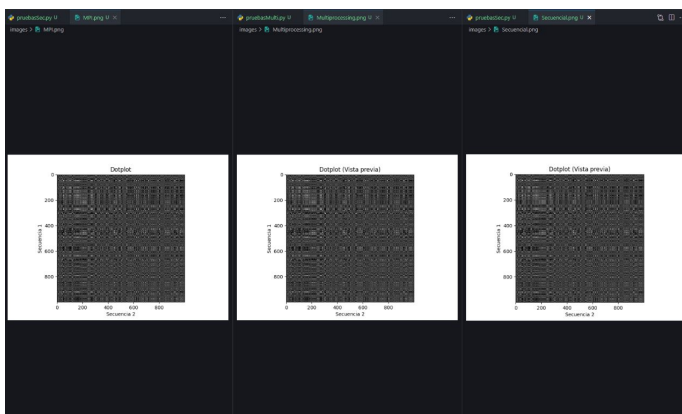 pruebasSec.py U MPI.png U × ...
images > MPI.png
Dotplot
0
200
400
600
800
Secuencia 1
0 200 400 600 800
Secuencia 2
pruebasMulti.py U Multiprocessing.png U × ...
images > Multiprocessing.png
Dotplot (Vista previa)
0
200
400
600
800
Secuencia 1
0 200 400 600 800
Secuencia 2
pruebasSec.py U Secuencial.png U ×
images > Secuencial.png
Dotplot (Vista previa)
0
200
400
600
800
Secuencia 1
0 200 400 600 800
Secuencia 2